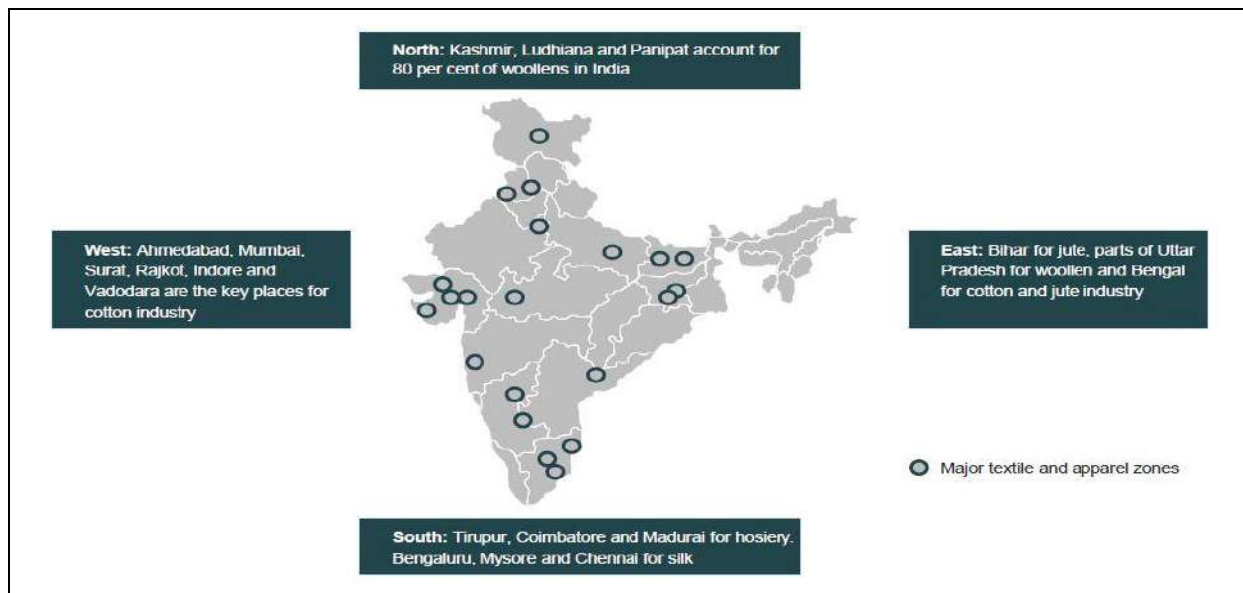 North: Kashmir, Ludhiana and Panipat account for
80 per cent of woollens in India
West: Ahmedabad, Mumbai,
Surat, Rajkot, Indore and
Vadodara are the key places for
cotton industry
East: Bihar for jute, parts of Uttar
Pradesh for woollen and Bengal
for cotton and jute industry
Major textile and apparel zones
South: Tirupur, Coimbatore and Madurai for hosiery.
Bengaluru, Mysore and Chennai for silk